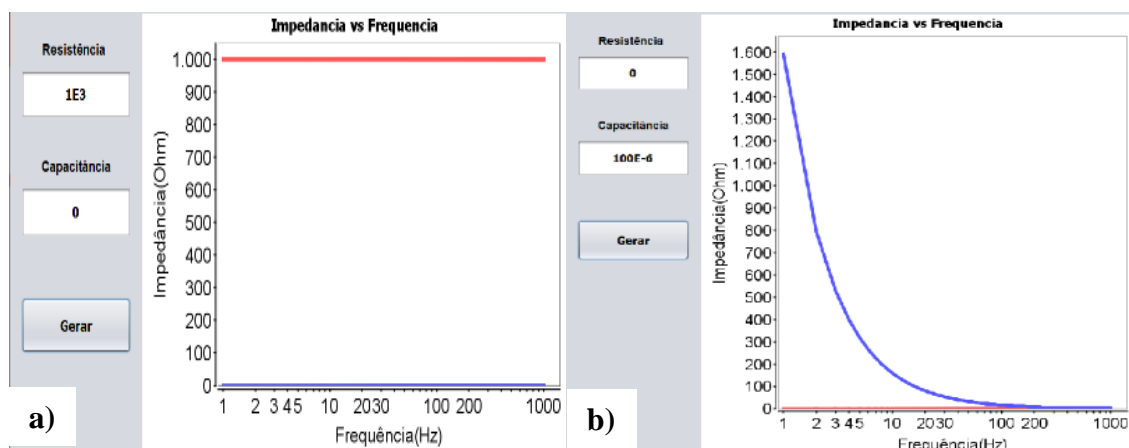 Impedancia vs Frequencia
Resistência
1E3
Capacitância
0
Gerar
a)
Impedância(Ohm)
1.000
900
800
700
600
500
400
300
200
100
0
1 2 3 4 5 10 20 30 100 200 1000
Frequência(Hz)
Impedancia vs Frequencia
Resistência
0
Capacitância
100E-6
Gerar
b)
Impedância(Ohm)
1.600
1.500
1.400
1.300
1.200
1.100
1.000
900
800
700
600
500
400
300
200
100
0
1 2 3 4 5 10 20 30 100 200 1000
Frequência(Hz)